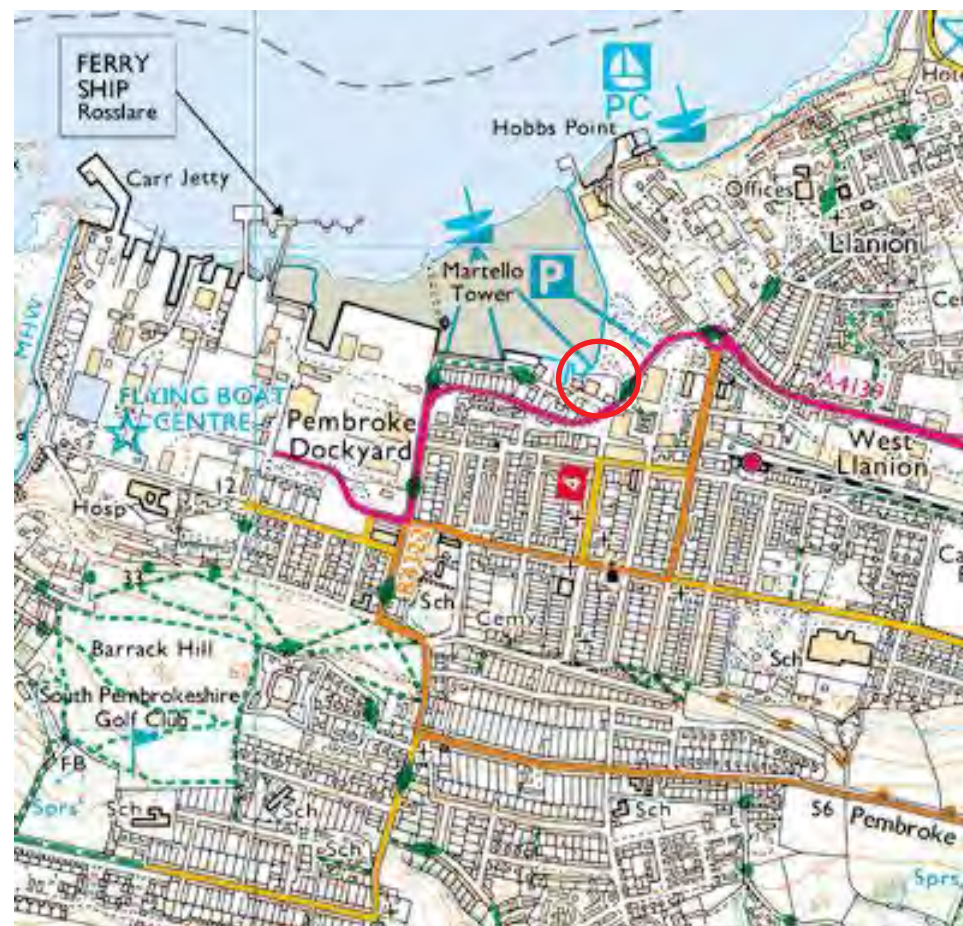 FERRY
SHIP
Rosslare
PC
Hobbs Point
Carr Jetty
Offices
Llanion
Martello
Tower
P
MHW
FLYING BOAT
CENTRE
Pembroke
Dockyard
A4139
West
Llanion
12
Hosp
4
33
Sch
Cemy
Barrack Hill
Sch
South Pembrokeshire
Golf Club
FB
Sprs
Sch
Sch
Sch
Sch
56
Pembroke
Sprs